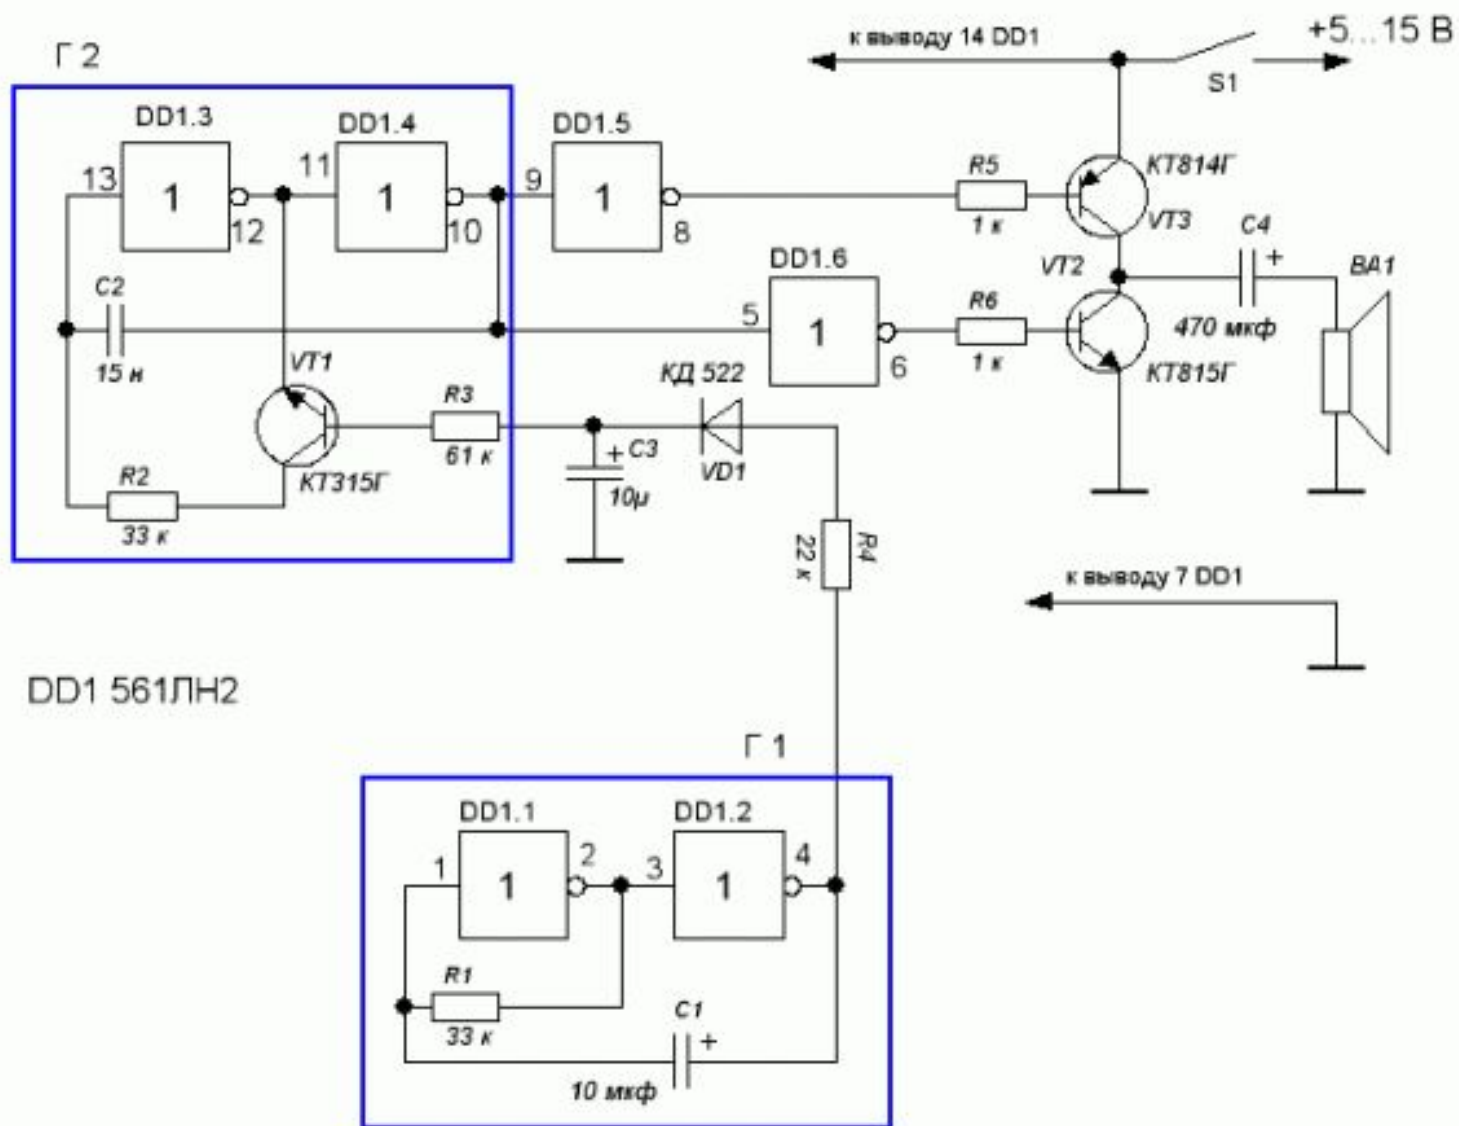 к выводу 14 DD1
+5...15 В
S1
Г 2
DD1.3
DD1.4
DD1.5
13
1
12
11
1
10
9
1
8
R5
1 к
КТ814Г
VT3
C4
+
470 мкф
BA1
C2
15 н
DD1.6
5
1
6
VT2
R6
1 к
КТ815Г
VT1
КТ315Г
R3
61 к
КД 522
VD1
+ C3
10µ
R2
33 к
R4
22 к
к выводу 7 DD1
DD1 561ЛН2
Г 1
DD1.1
DD1.2
1
1
2
3
1
4
R1
33 к
C1
+
10 мкф